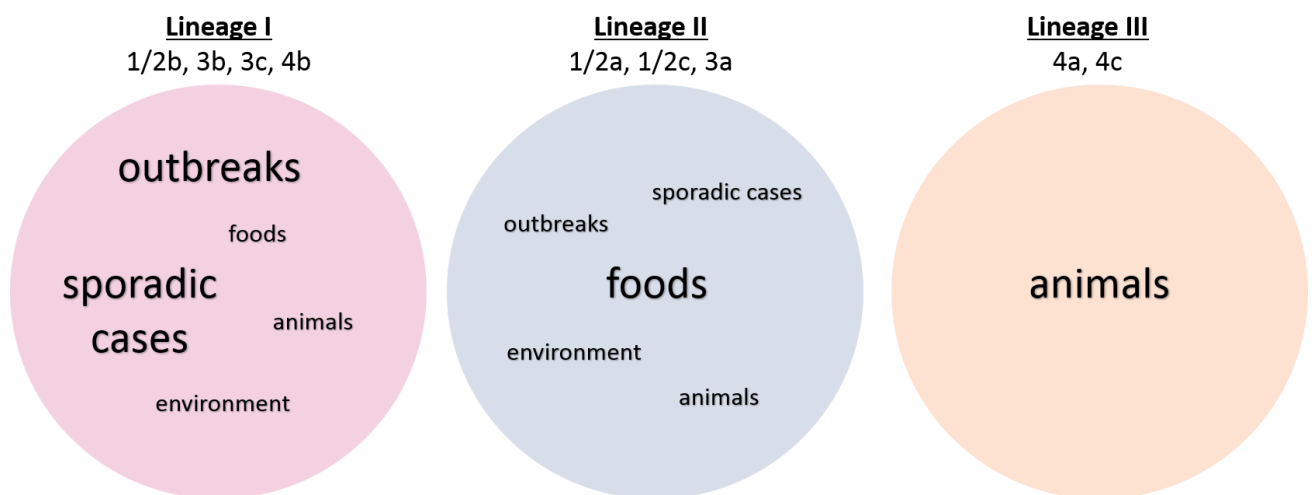 Lineage I
1/2b, 3b, 3c, 4b
outbreaks
foods
sporadic
cases
animals
environment
Lineage II
1/2a, 1/2c, 3a
sporadic cases
outbreaks
foods
environment
animals
Lineage III
4a, 4c
animals